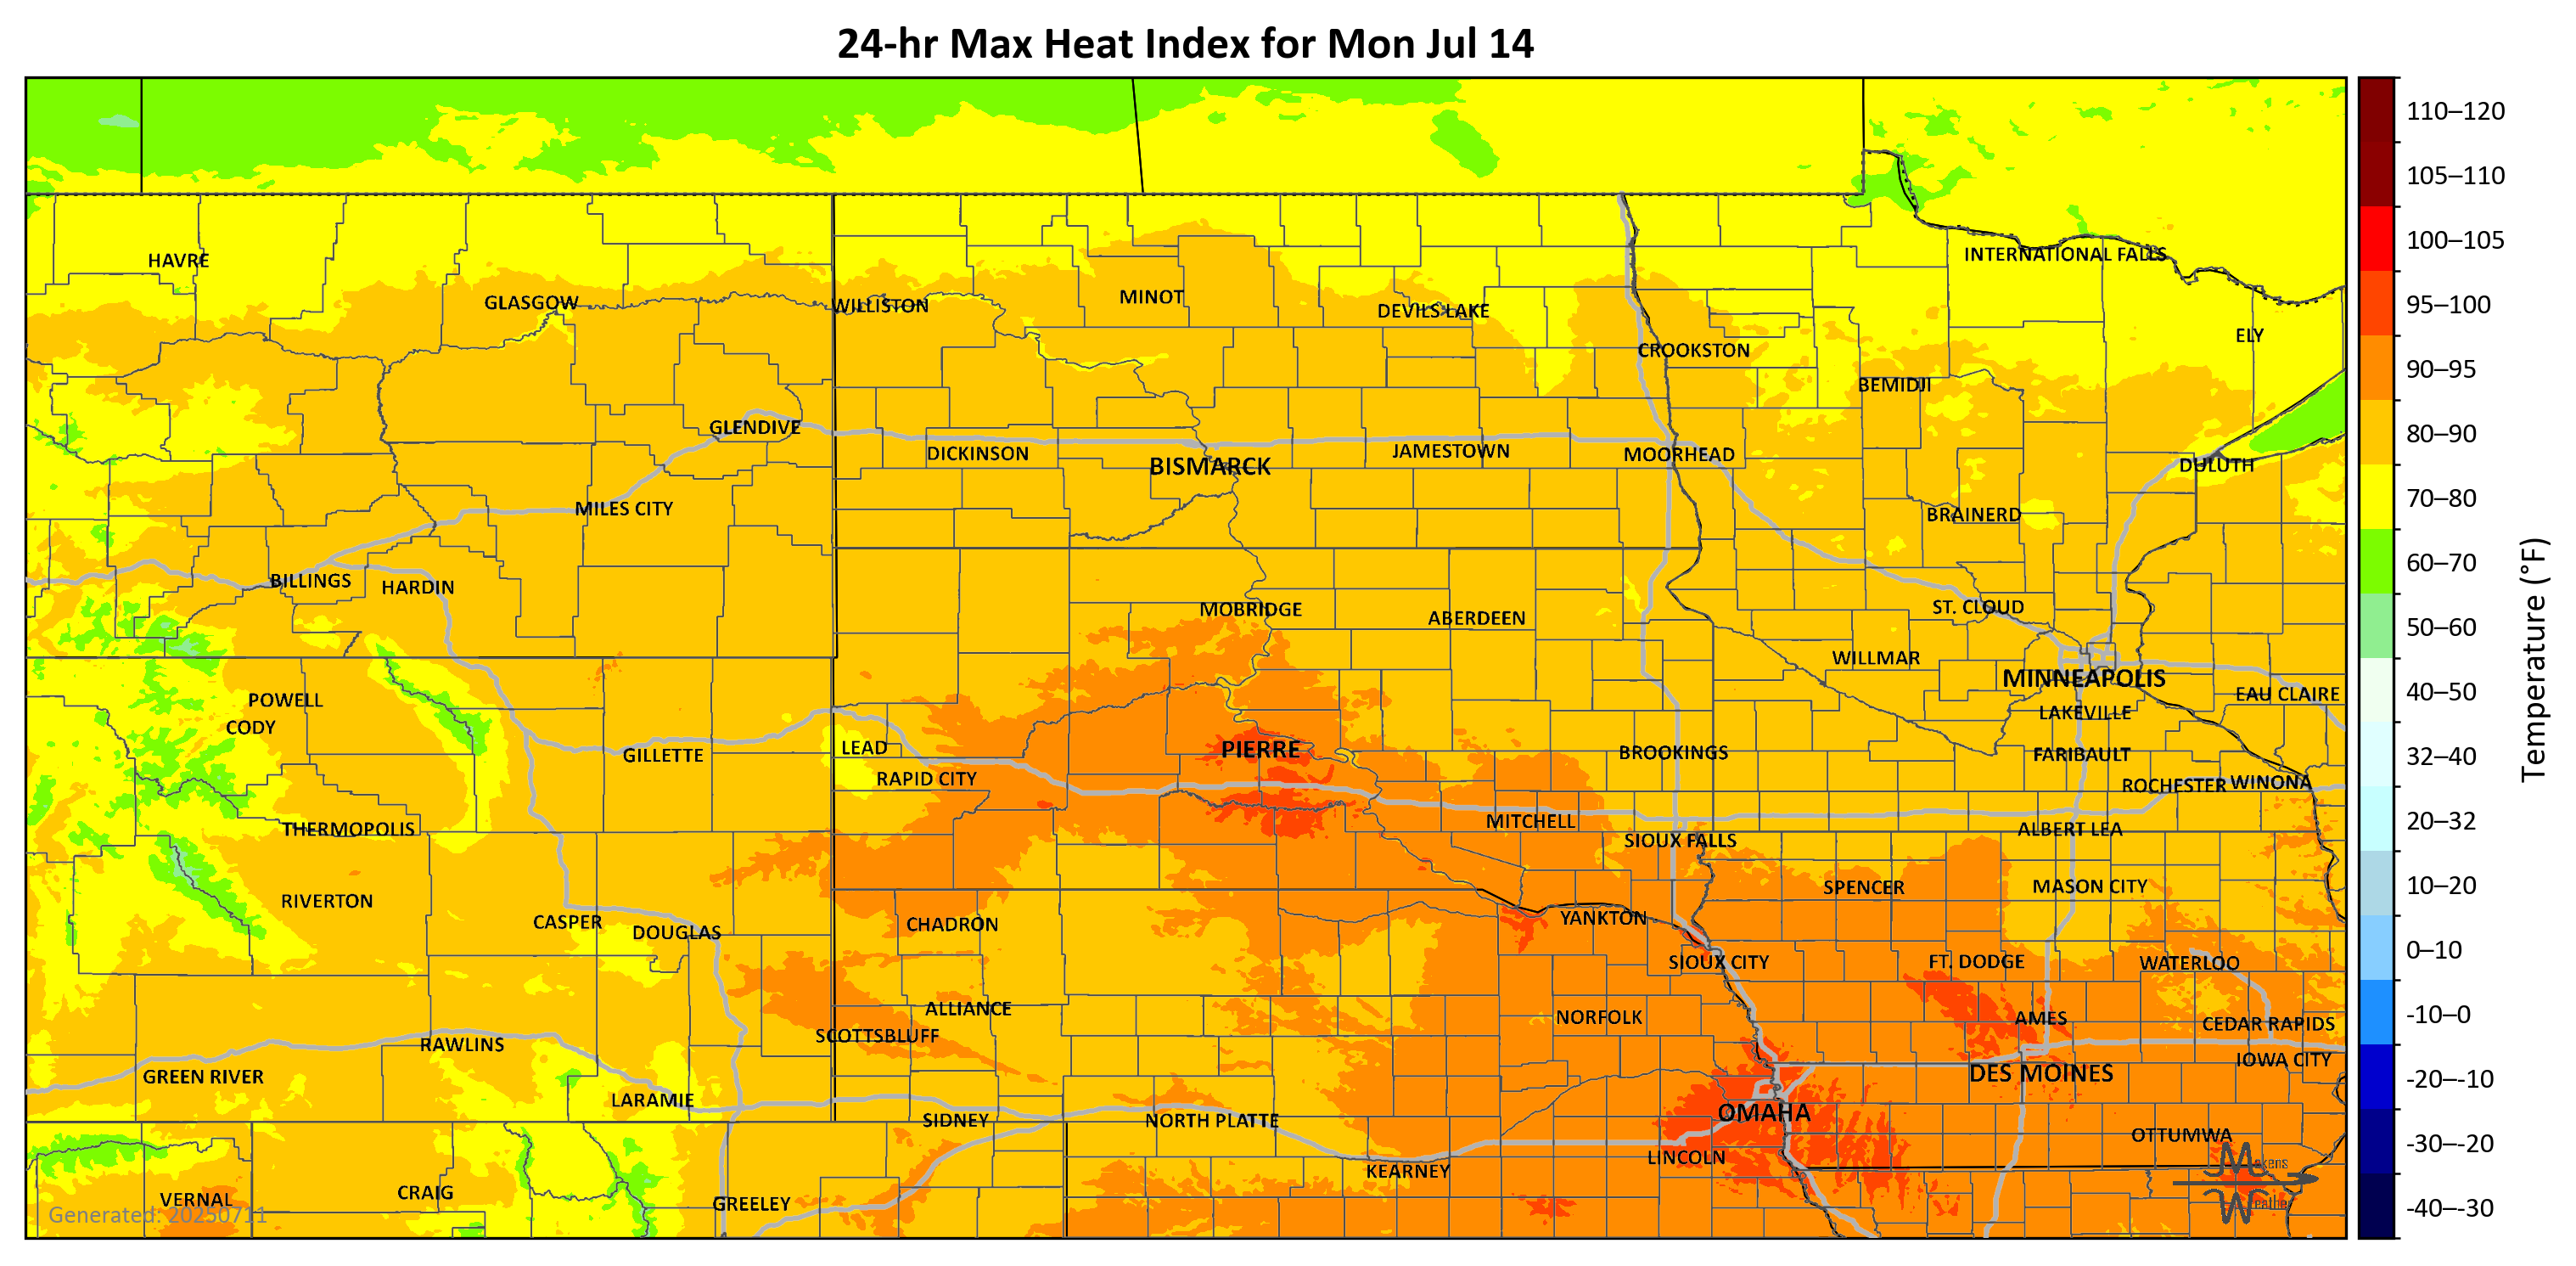 24-hr Max Heat Index for Mon Jul 14
HAVRE
GLASGOW
WILLISTON
MINOT
DEVILS LAKE
CROOKSTON
INTERNATIONAL FALLS
ELY
BEMIDJI
GLENDIVE
DICKINSON
BISMARCK
JAMESTOWN
MOORHEAD
DULUTH
MILES CITY
BRAINERD
BILLINGS
HARDIN
MOBRIDGE
ABERDEEN
ST. CLOUD
WILLMAR
MINNEAPOLIS
EAU CLAIRE
POWELL
CODY
LAKEVILLE
GILLETTE
LEAD
PIERRE
BROOKINGS
FARIBAULT
RAPID CITY
ROCHESTER
WINONA
THERMOPOLIS
MITCHELL
SIOUX FALLS
ALBERT LEA
RIVERTON
SPENCER
MASON CITY
CASPER
DOUGLAS
CHADRON
YANKTON
SIOUX CITY
FT. DODGE
WATERLOO
ALLIANCE
NORFOLK
AMES
CEDAR RAPIDS
SCOTTSBLUFF
RAWLINS
IOWA CITY
GREEN RIVER
DES MOINES
LARAMIE
SIDNEY
NORTH PLATTE
OMAHA
OTTUMWA
LINCOLN
KEARNEY
VERNAL
CRAIG
GREELEY
Generated: 20250711
Makens
Weather
110–120
105–110
100–105
95–100
90–95
80–90
70–80
60–70
50–60
40–50
32–40
20–32
10–20
0–10
-10–0
-20–-10
-30–-20
-40–-30
Temperature (°F)